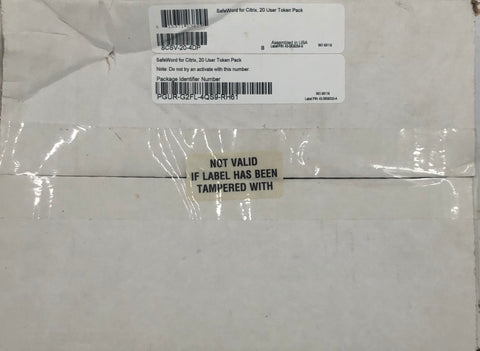 SafeWord for Citrix, 20 User Token Pack
8CSV-20-4DP
8
Assembled in USA
SafeWord for Citrix, 20 User Token Pack
Note: Do not try an activate with this number.
Package Identifier Number
PGUR-G2FL-4QS9-RH61
NOT VALID
IF LABEL HAS BEEN
TAMPERED WITH